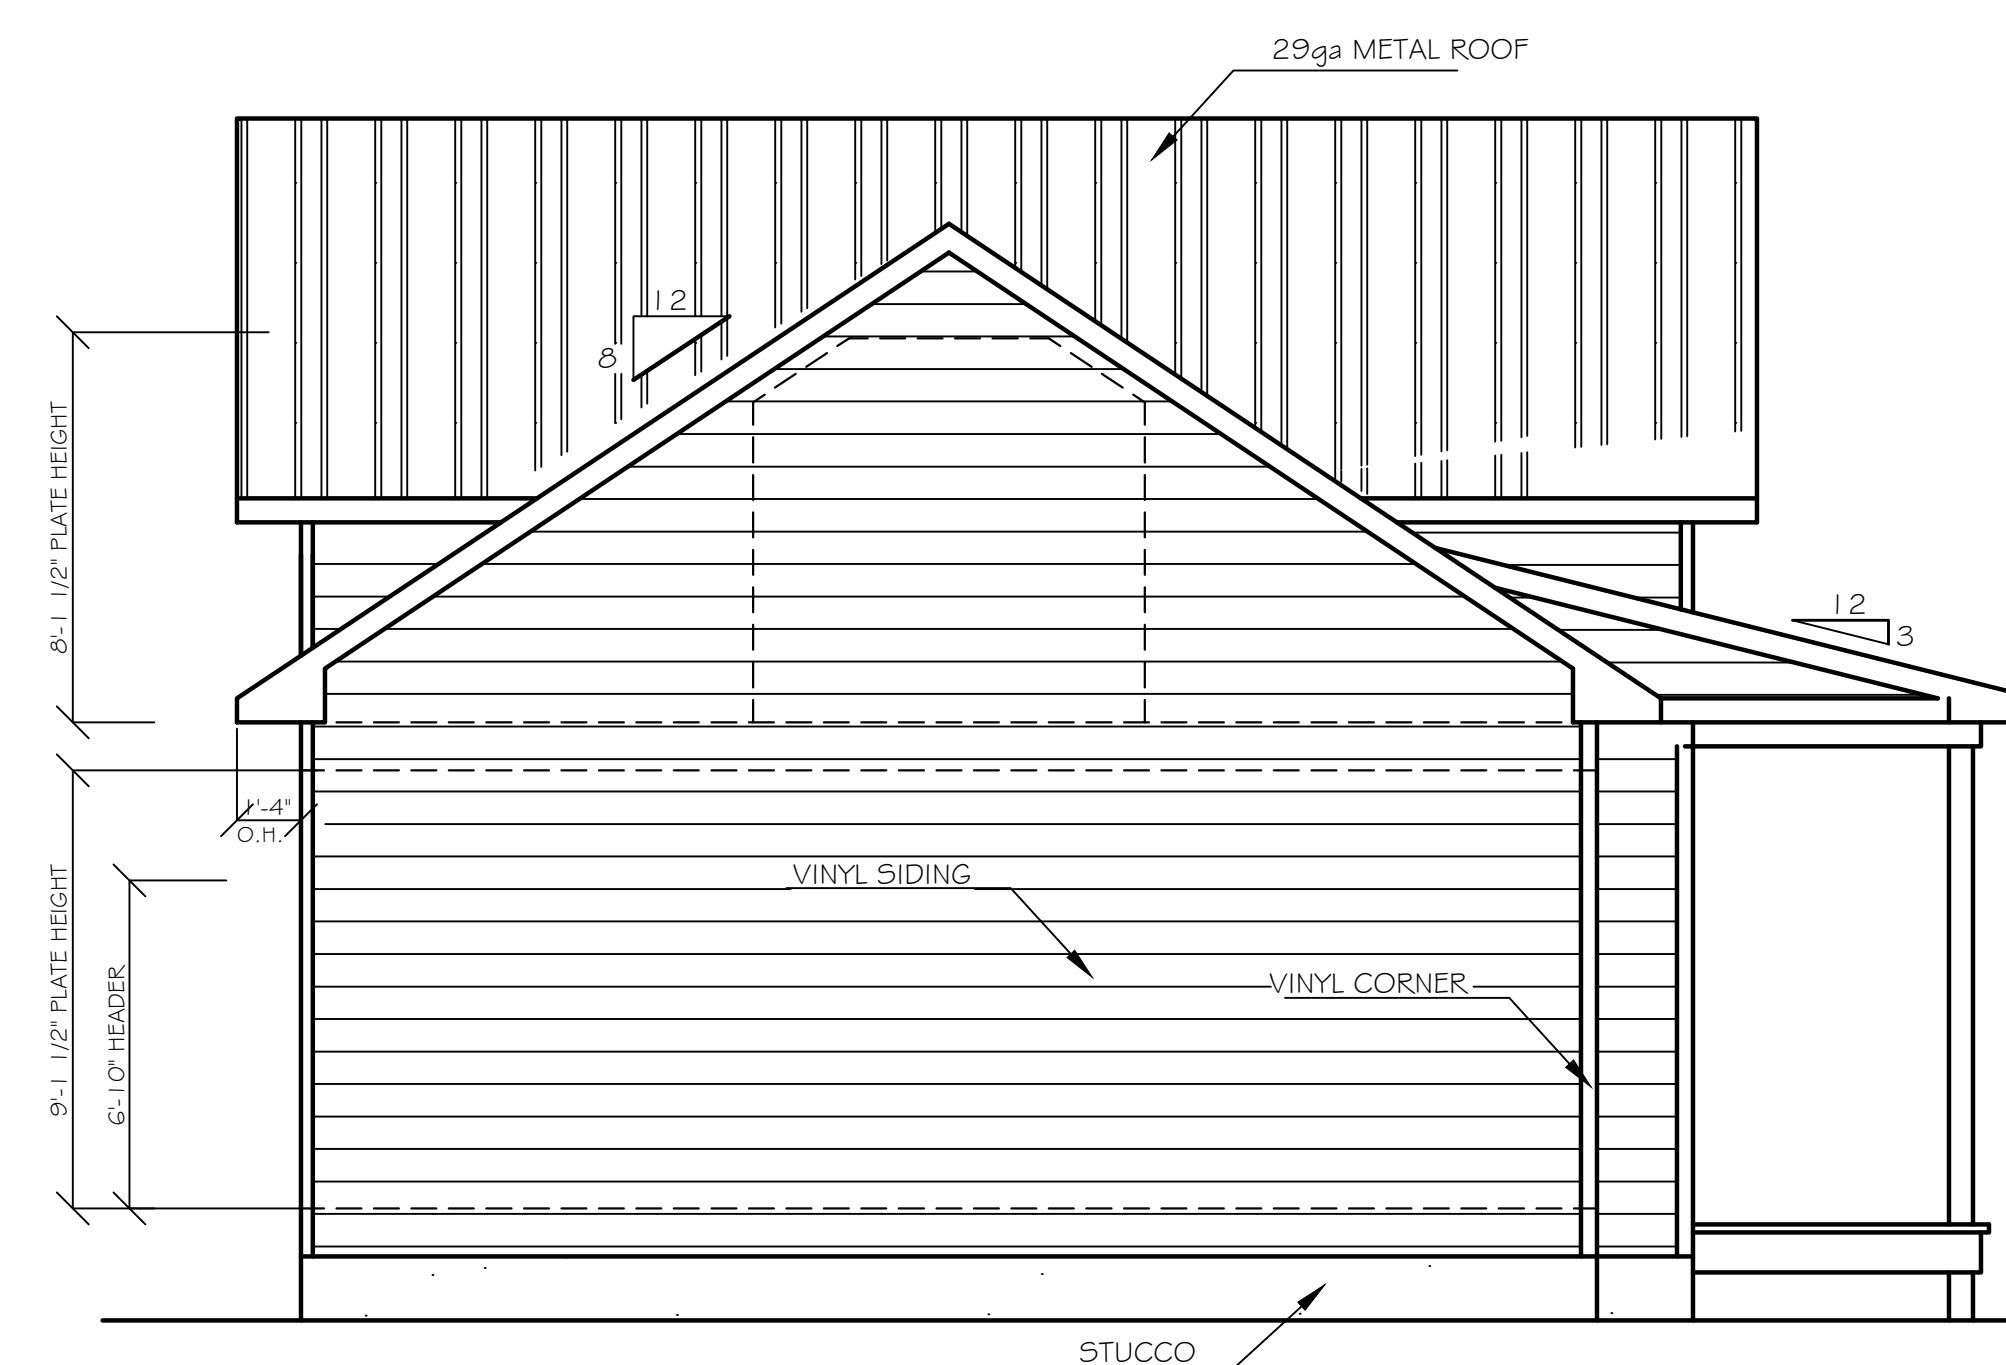 29ga METAL ROOF
12
8
8'-1 1/2" PLATE HEIGHT
12
3
1'-4"
O.H.
VINYL SIDING
9'-1 1/2" PLATE HEIGHT
6'-10" HEADER
VINYL CORNER
STUCCO